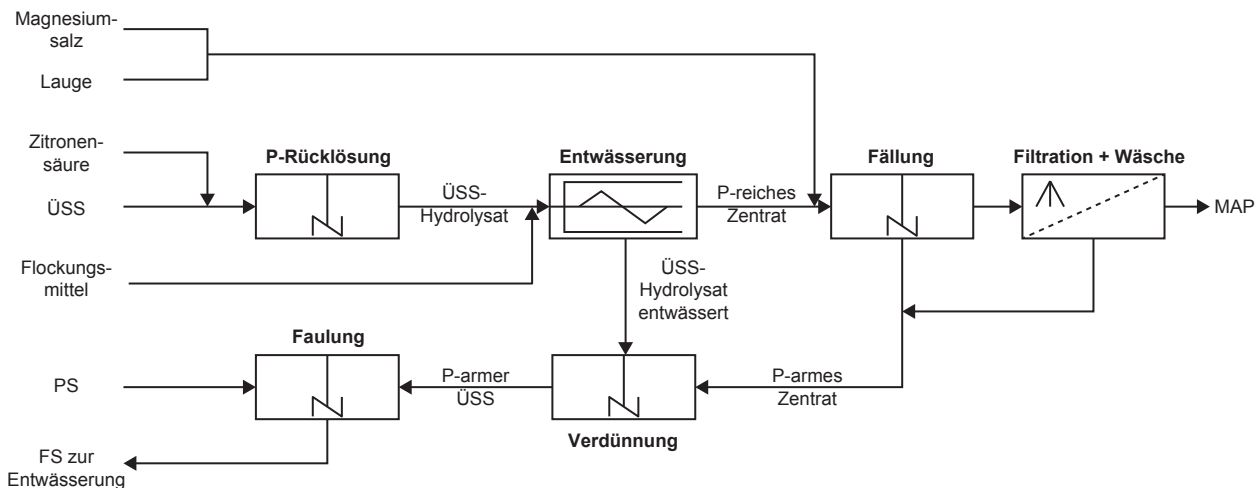 Magnesium-
salz
Lauge
Zitronen-
säure
P-Rücklösung
Entwässerung
Fällung
Filtration + Wäsche
ÜSS
ÜSS-
Hydrolysat
P-reiches
Zentrat
MAP
Flockungs-
mittel
ÜSS-
Hydrolysat
entwässert
Faulung
PS
P-armer
ÜSS
P-armes
Zentrat
Verdünnung
FS zur
Entwässerung